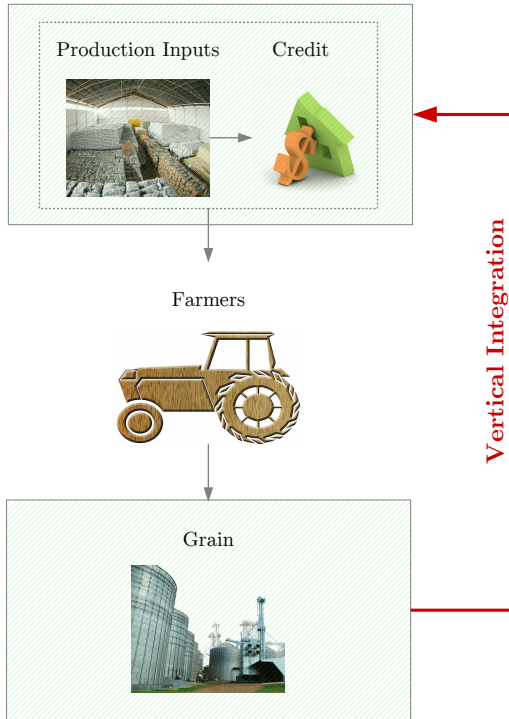 Production Inputs
Credit
Farmers
Vertical Integration
Grain